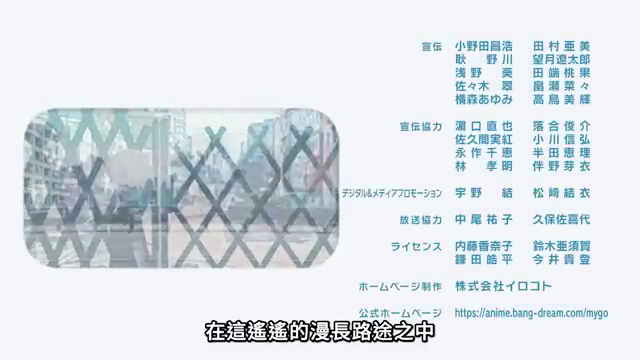 宣伝 小野田昌浩 田村亜美
耿野川 望月遼太郎
浅野葵 田端桃果
佐々木翠 畠瀬菜々
横森あゆみ 高鳥美輝
宣伝協力 濵口直也 落合俊介
佐久間実紅 小川信弘
永作千恵 半田恵理
林孝明 伴野芽衣
デジタル&メディアプロモーション 宇野結 松﨑結衣
放送協力 中尾祐子 久保佐喜代
ライセンス 内藤香奈子 鈴木亜須賀
鎌田皓平 今井貴登
ホームページ制作 株式会社イロコト
公式ホームページ https://anime.bang-dream.com/mygo
在這遙遙的漫長路途之中